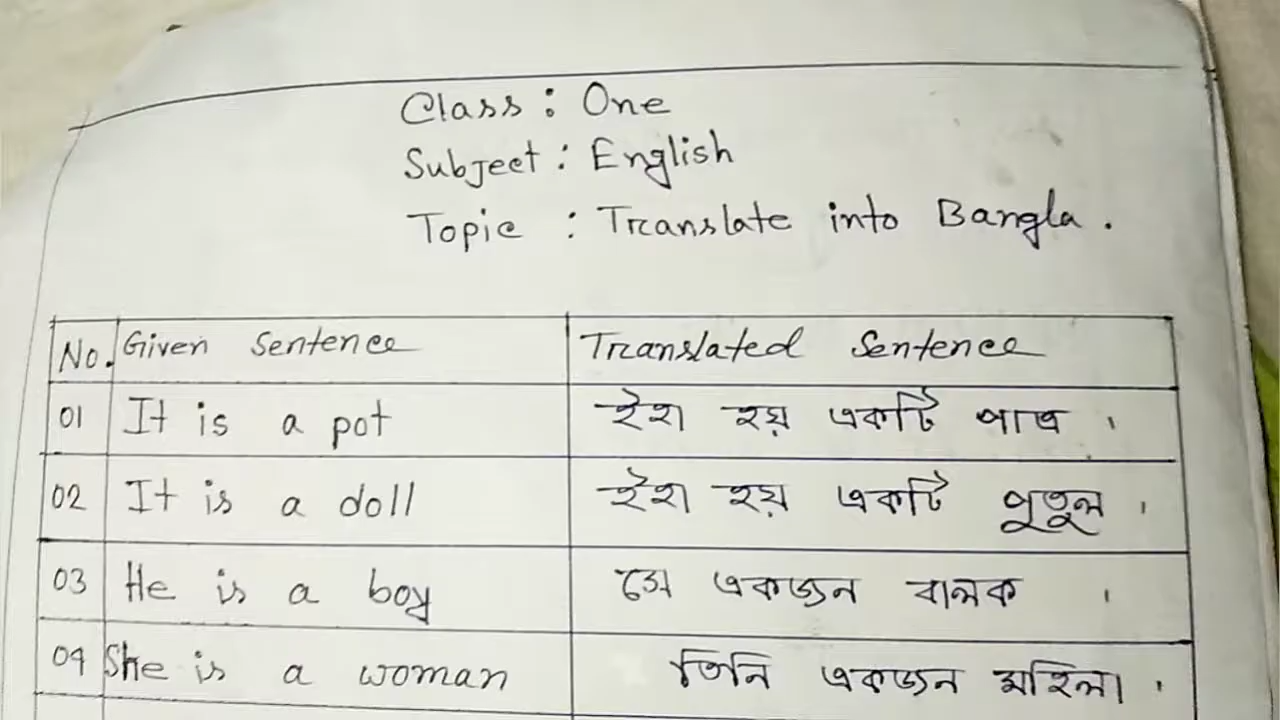 Class : One
Subject : English
Topic : Translate into Bangla.
No. Given Sentence Translated Sentence
01 It is a pot ইহা হয় একটি পাত্র ।
02 It is a doll ইহা হয় একটি পুতুল ।
03 He is a boy সে একজন বালক ।
04 She is a woman তিনি একজন মহিলা ।